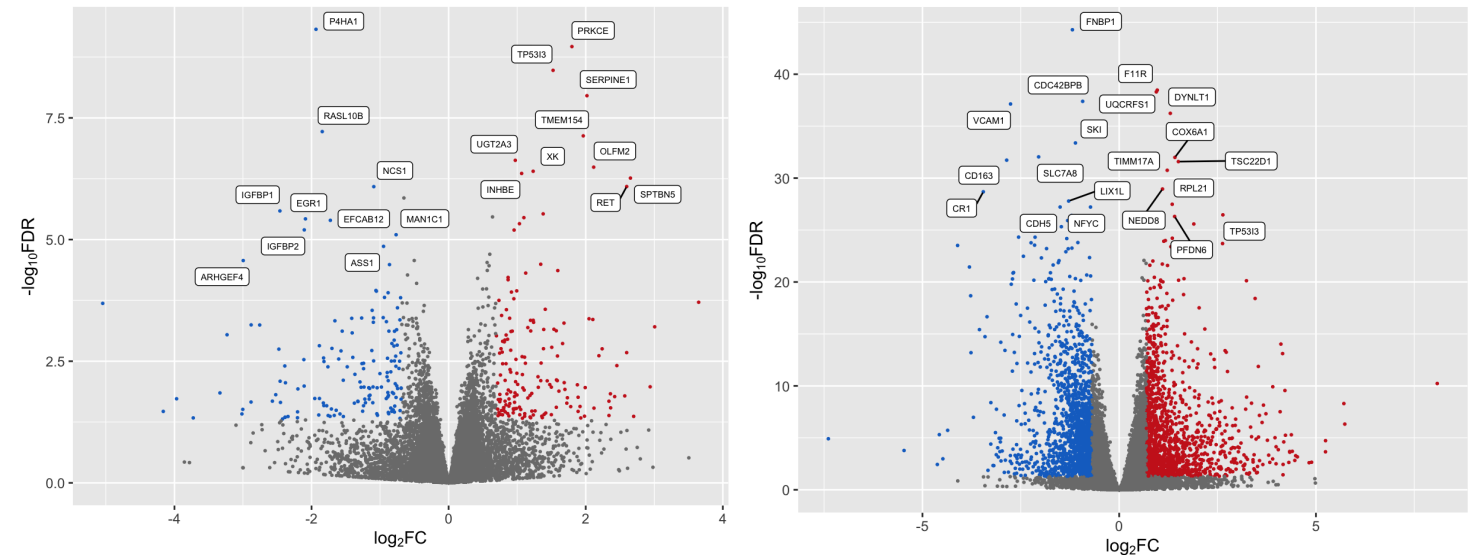 P4HA1
PRKCE
TP53I3
SERPINE1
RASL10B
TMEM154
UGT2A3
XK
OLFM2
NCS1
INHBE
RET
SPTBN5
IGFBP1
EGR1
EFCAB12
MAN1C1
IGFBP2
ASS1
ARHGEF4
7.5
5.0
2.5
0.0
-log10FDR
-4
-2
0
2
4
log2FC
FNBP1
F11R
CDC42BPB
UQCRFS1
DYNLT1
VCAM1
SKI
COX6A1
TIMM17A
TSC22D1
SLC7A8
CD163
LIX1L
RPL21
CR1
CDH5
NFYC
NEDD8
TP53I3
PFDN6
40
30
20
10
0
-log10FDR
-5
0
5
log2FC